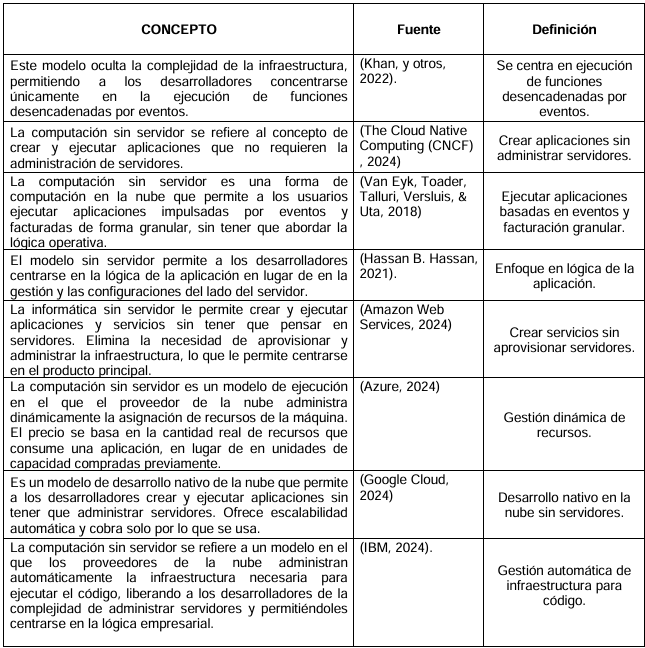 CONCEPTO
Fuente
Definición
Este modelo oculta la complejidad de la infraestructura,
permitiendo a los desarrolladores concentrarse
únicamente en la ejecución de funciones
desencadenadas por eventos.
(Khan, y otros,
2022).
Se centra en ejecución
de funciones
desencadenadas por
eventos.
La computación sin servidor se refiere al concepto de
crear y ejecutar aplicaciones que no requieren la
administración de servidores.
(The Cloud Native
Computing (CNCF)
, 2024)
Crear aplicaciones sin
administrar servidores.
La computación sin servidor es una forma de
computación en la nube que permite a los usuarios
ejecutar aplicaciones impulsadas por eventos y
facturadas de forma granular, sin tener que abordar la
lógica operativa.
(Van Eyk, Toader,
Talluri, Versluis, &
Uta, 2018)
Ejecutar aplicaciones
basadas en eventos y
facturación granular.
El modelo sin servidor permite a los desarrolladores
centrarse en la lógica de la aplicación en lugar de en la
gestión y las configuraciones del lado del servidor.
(Hassan B. Hassan,
2021).
Enfoque en lógica de la
aplicación.
La informática sin servidor le permite crear y ejecutar
aplicaciones y servicios sin tener que pensar en
servidores. Elimina la necesidad de aprovisionar y
administrar la infraestructura, lo que le permite centrarse
en el producto principal.
(Amazon Web
Services, 2024)
Crear servicios sin
aprovisionar servidores.
La computación sin servidor es un modelo de ejecución
en el que el proveedor de la nube administra
dinámicamente la asignación de recursos de la máquina.
El precio se basa en la cantidad real de recursos que
consume una aplicación, en lugar de en unidades de
capacidad compradas previamente.
(Azure, 2024)
Gestión dinámica de
recursos.
Es un modelo de desarrollo nativo de la nube que permite
a los desarrolladores crear y ejecutar aplicaciones sin
tener que administrar servidores. Ofrece escalabilidad
automática y cobra solo por lo que se usa.
(Google Cloud,
2024)
Desarrollo nativo en la
nube sin servidores.
La computación sin servidor se refiere a un modelo en el
que los proveedores de la nube administran
automáticamente la infraestructura necesaria para
ejecutar el código, liberando a los desarrolladores de la
complejidad de administrar servidores y permitiéndoles
centrarse en la lógica empresarial.
(IBM, 2024).
Gestión automática de
infraestructura para
código.